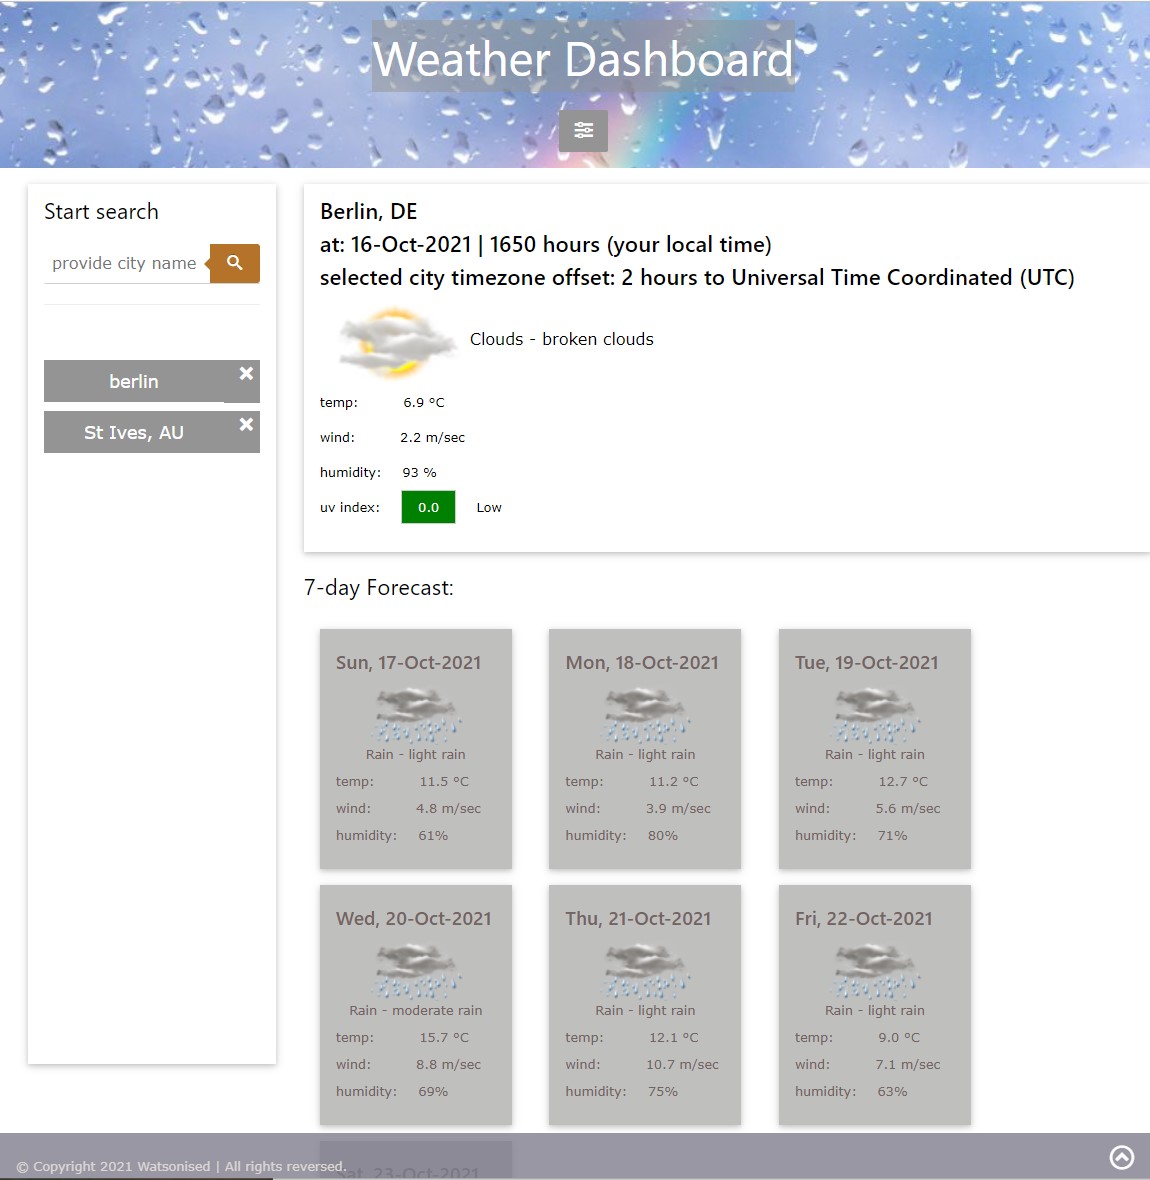 Weather Dashboard
Start search
provide city name
berlin
St Ives, AU
Berlin, DE
at: 16-Oct-2021 | 1650 hours (your local time)
selected city timezone offset: 2 hours to Universal Time Coordinated (UTC)
Clouds - broken clouds
temp: 6.9 °C
wind: 2.2 m/sec
humidity: 93 %
uv index: 0.0 Low
7-day Forecast:
Sun, 17-Oct-2021
Rain - light rain
temp: 11.5 °C
wind: 4.8 m/sec
humidity: 61%
Mon, 18-Oct-2021
Rain - light rain
temp: 11.2 °C
wind: 3.9 m/sec
humidity: 80%
Tue, 19-Oct-2021
Rain - light rain
temp: 12.7 °C
wind: 5.6 m/sec
humidity: 71%
Wed, 20-Oct-2021
Rain - moderate rain
temp: 15.7 °C
wind: 8.8 m/sec
humidity: 69%
Thu, 21-Oct-2021
Rain - light rain
temp: 12.1 °C
wind: 10.7 m/sec
humidity: 75%
Fri, 22-Oct-2021
Rain - light rain
temp: 9.0 °C
wind: 7.1 m/sec
humidity: 63%
Sat, 23-Oct-2021
© Copyright 2021 Watsonised | All rights reversed.